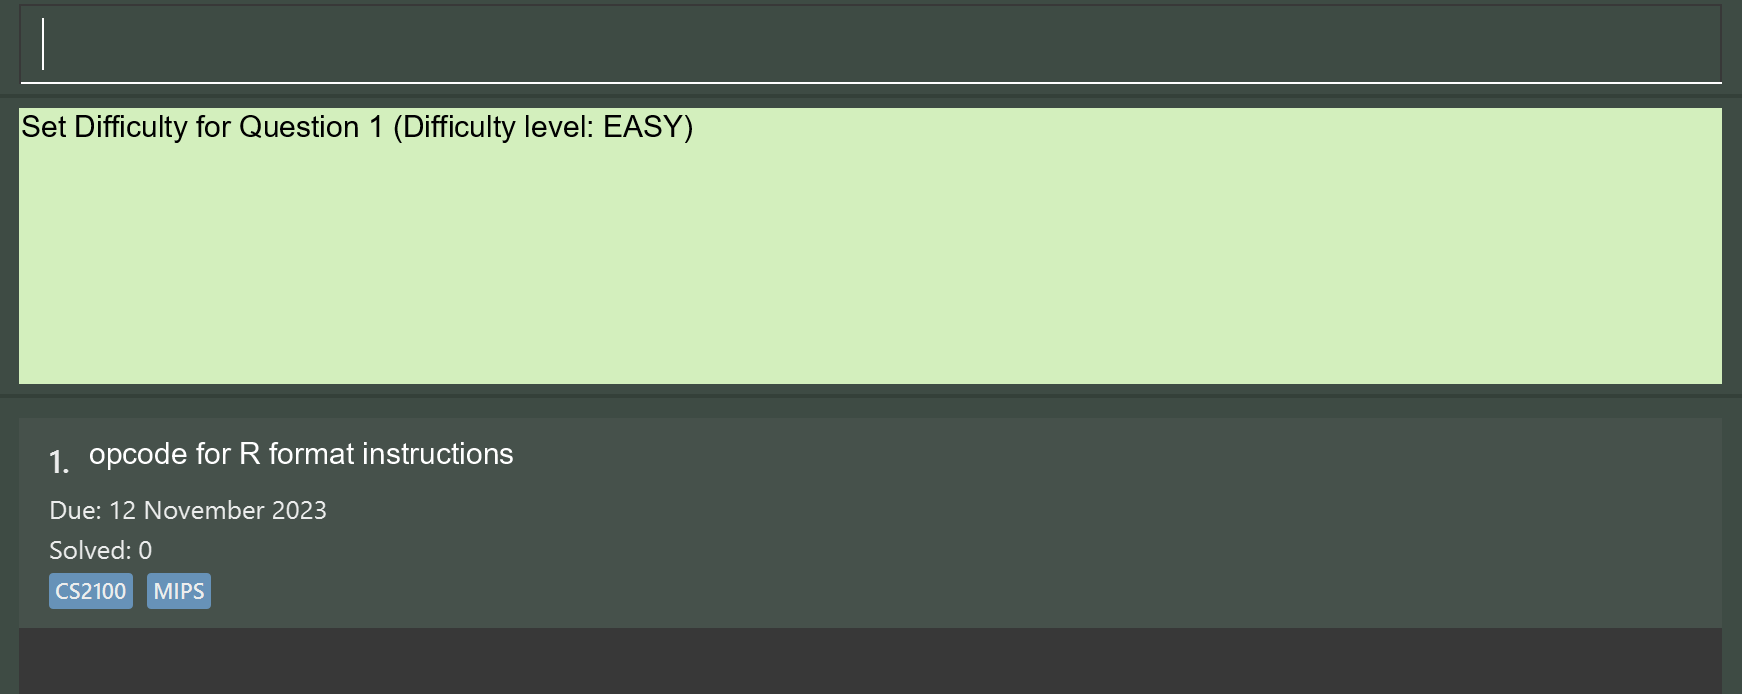 Set Difficulty for Question 1 (Difficulty level: EASY)
1. opcode for R format instructions
Due: 12 November 2023
Solved: 0
CS2100 MIPS